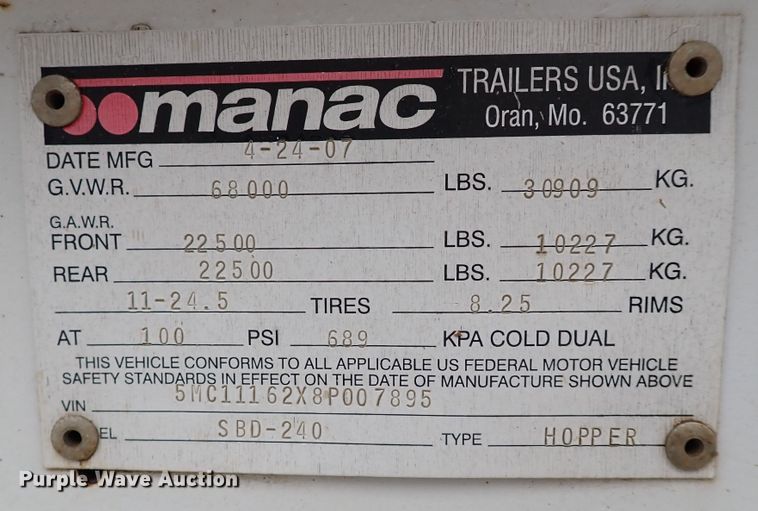 manac
TRAILERS USA,
Oran, Mo. 63771
DATE MFG 4-24-07
G.V.W.R. 68000 LBS. 30909 KG.
G.A.W.R.
FRONT 22500 LBS. 10227 KG.
REAR 22500 LBS. 10227 KG.
11-24.5 TIRES 8.25 RIMS
AT 100 PSI 689 KPA COLD DUAL
THIS VEHICLE CONFORMS TO ALL APPLICABLE US FEDERAL MOTOR VEHICLE
SAFETY STANDARDS IN EFFECT ON THE DATE OF MANUFACTURE SHOWN ABOVE
VIN 5MC11162X8P007895
EL SBD-240 TYPE HOPPER
Purple Wave Auction